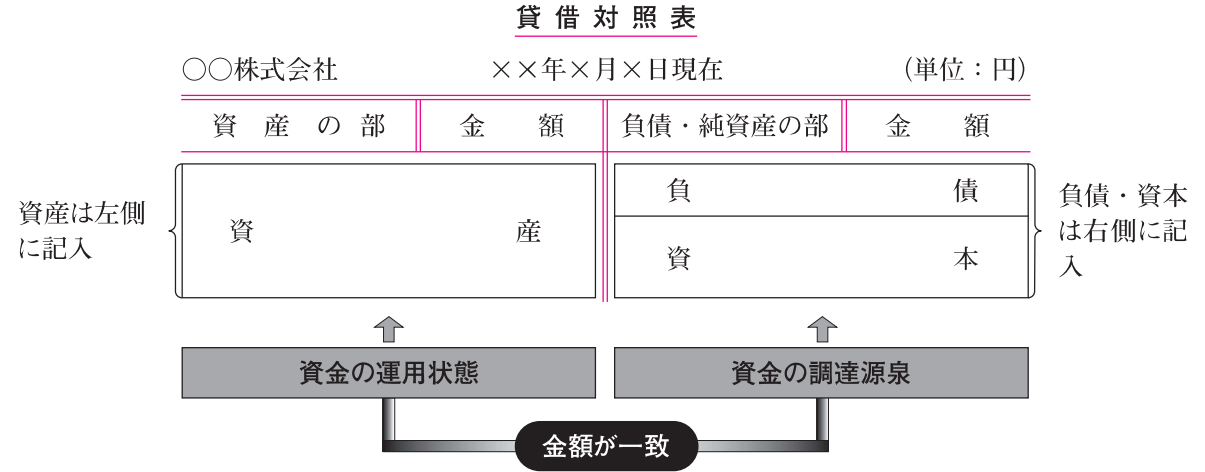 貸借対照表
○○株式会社 ××年×月×日現在 (単位：円)
資産の部 金額 負債・純資産の部 金額
資産は左側
に記入
資産
負債
資本
負債・資本
は右側に記
入
資金の運用状態 資金の調達源泉
金額が一致